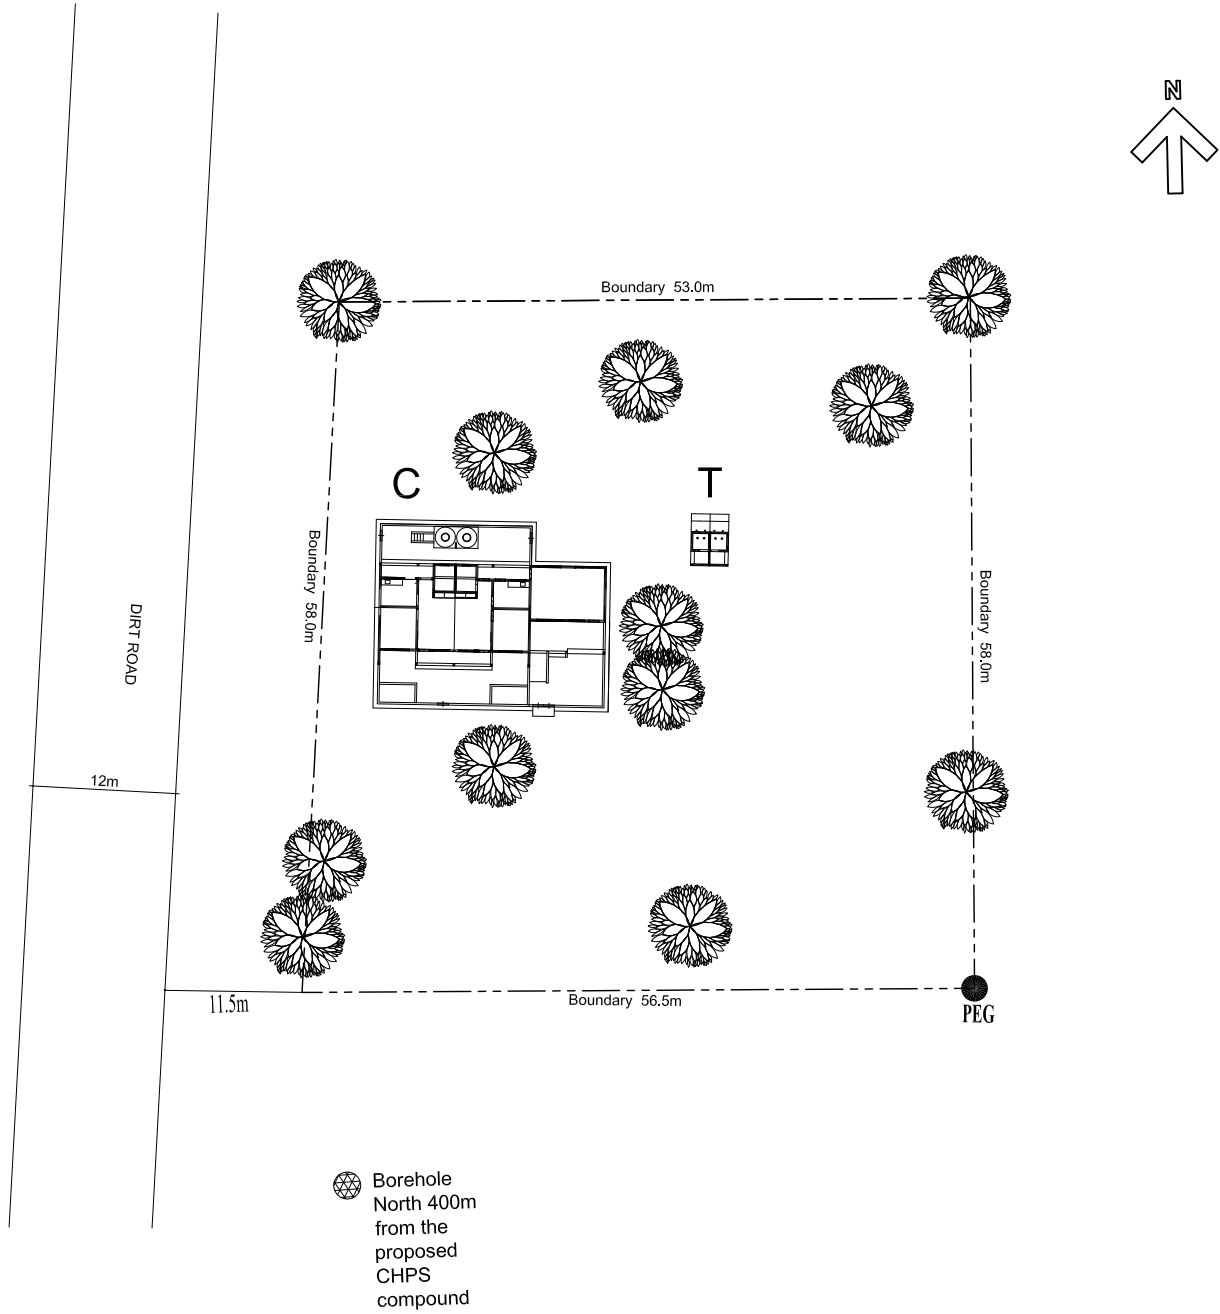 N
Boundary 53.0m
C
T
Boundary 58.0m
Boundary 58.0m
DIRT ROAD
12m
11.5m
Boundary 56.5m
PEG
Borehole
North 400m
from the
proposed
CHPS
compound